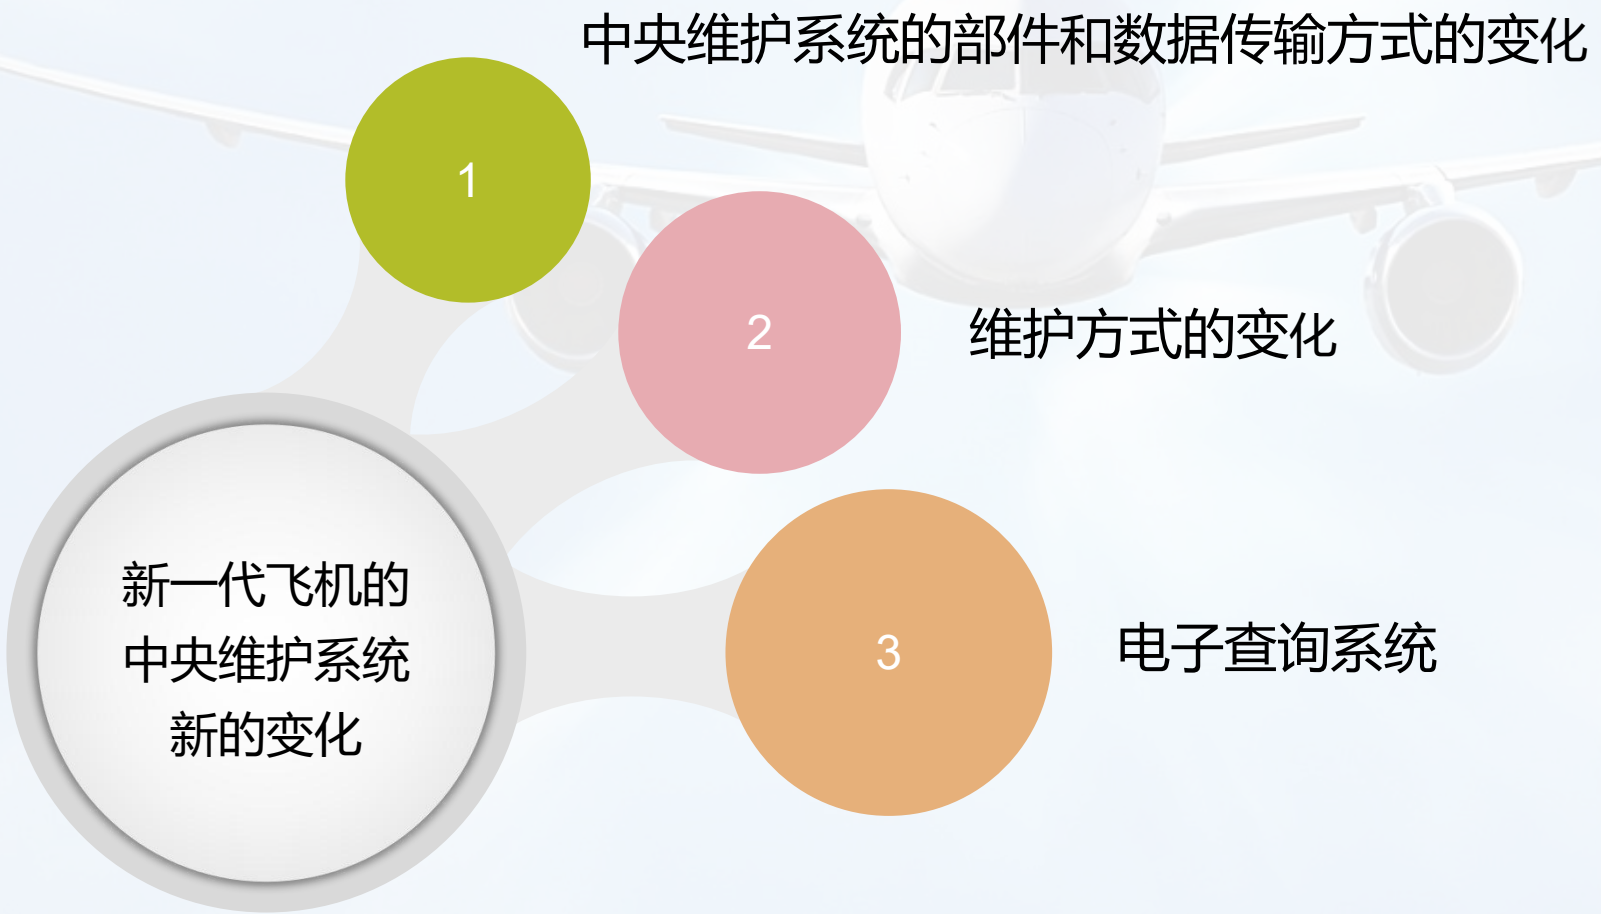 中央维护系统的部件和数据传输方式的变化
1
2
维护方式的变化
3
电子查询系统
新一代飞机的
中央维护系统
新的变化